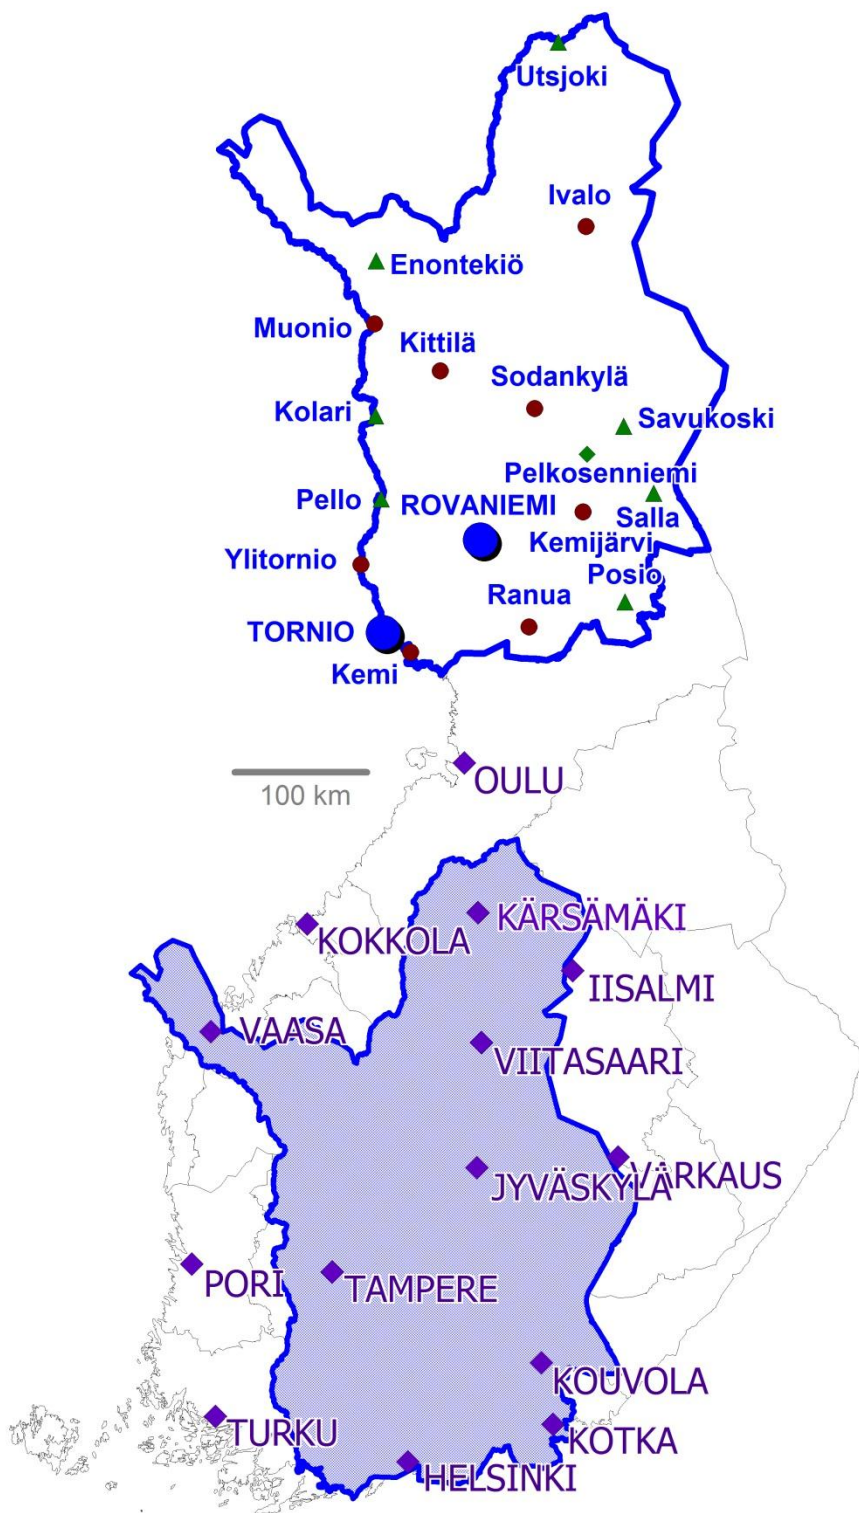 Utsjoki
Ivalo
Enontekiö
Muonio
Kittilä
Sodankylä
Kolari
Savukoski
Pelkosenniemi
Pello
ROVANIEMI
Salla
Kemijärvi
Ylitornio
Posio
Ranua
TORNIO
Kemi
OULU
100 km
KÄRSÄMÄKI
KOKKOLA
IISALMI
VAASA
VIITASAARI
VARKAUS
JYVÄSKYLÄ
PORI
TAMPERE
KOUVOLA
TURKU
KOTKA
HELSINKI